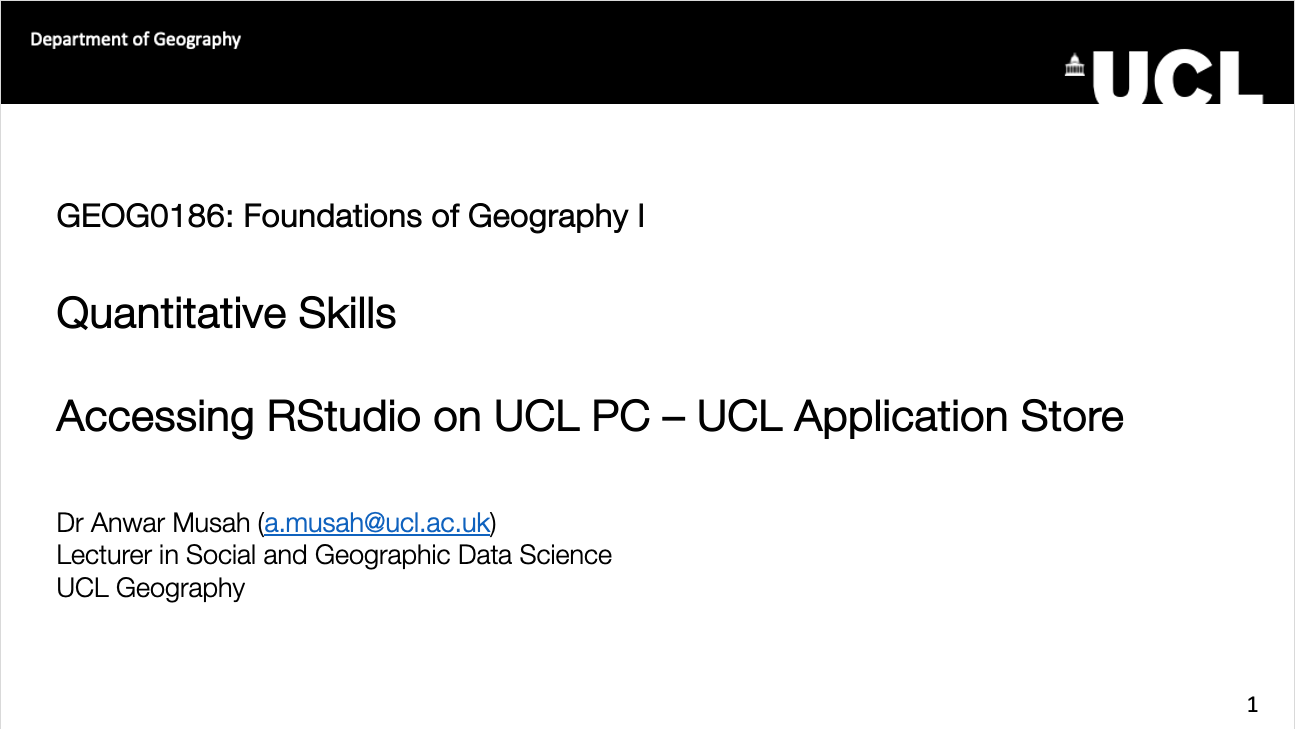 Department of Geography
UCL
GEOG0186: Foundations of Geography I
Quantitative Skills
Accessing RStudio on UCL PC – UCL Application Store
Dr Anwar Musah (a.musah@ucl.ac.uk)
Lecturer in Social and Geographic Data Science
UCL Geography
1